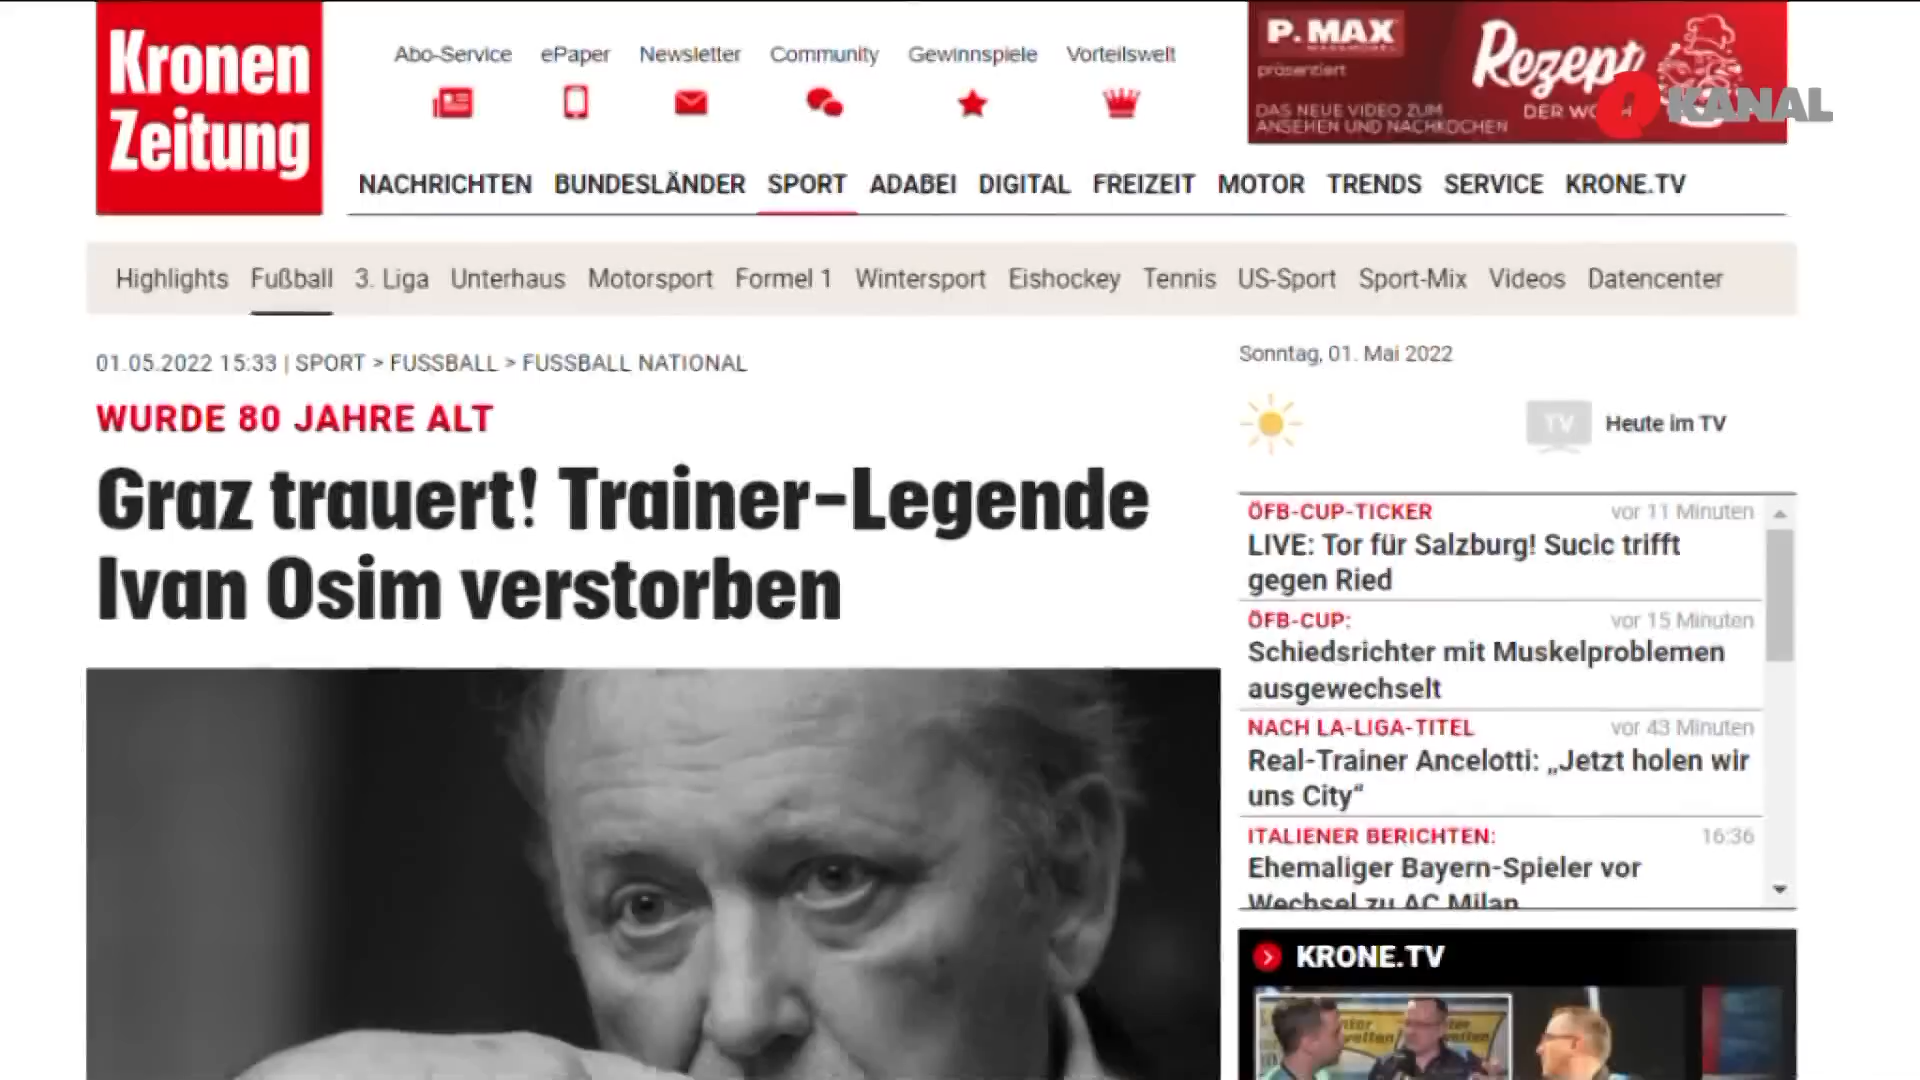 Kronen
Zeitung
Abo-Service ePaper Newsletter Community Gewinnspiele Vorteilswelt
P.MAX
präsentiert
DAS NEUE VIDEO ZUM
ANSEHEN UND NACHKOCHEN
Rezept
KANAL
NACHRICHTEN BUNDESLÄNDER SPORT ADABEI DIGITAL FREIZEIT MOTOR TRENDS SERVICE KRONE.TV
Highlights Fußball 3. Liga Unterhaus Motorsport Formel 1 Wintersport Eishockey Tennis US-Sport Sport-Mix Videos Datencenter
01.05.2022 15:33 | SPORT > FUSSBALL > FUSSBALL NATIONAL
WURDE 80 JAHRE ALT
Graz trauert! Trainer-Legende
Ivan Osim verstorben
Sonntag, 01. Mai 2022
TV Heute im TV
ÖFB-CUP-TICKER vor 11 Minuten
LIVE: Tor für Salzburg! Sucic trifft
gegen Ried
ÖFB-CUP: vor 15 Minuten
Schiedsrichter mit Muskelproblemen
ausgewechselt
NACH LA-LIGA-TITEL vor 43 Minuten
Real-Trainer Ancelotti: „Jetzt holen wir
uns City“
ITALIENER BERICHTEN: 16:36
Ehemaliger Bayern-Spieler vor
Wechsel zu AC Milan
KRONE.TV